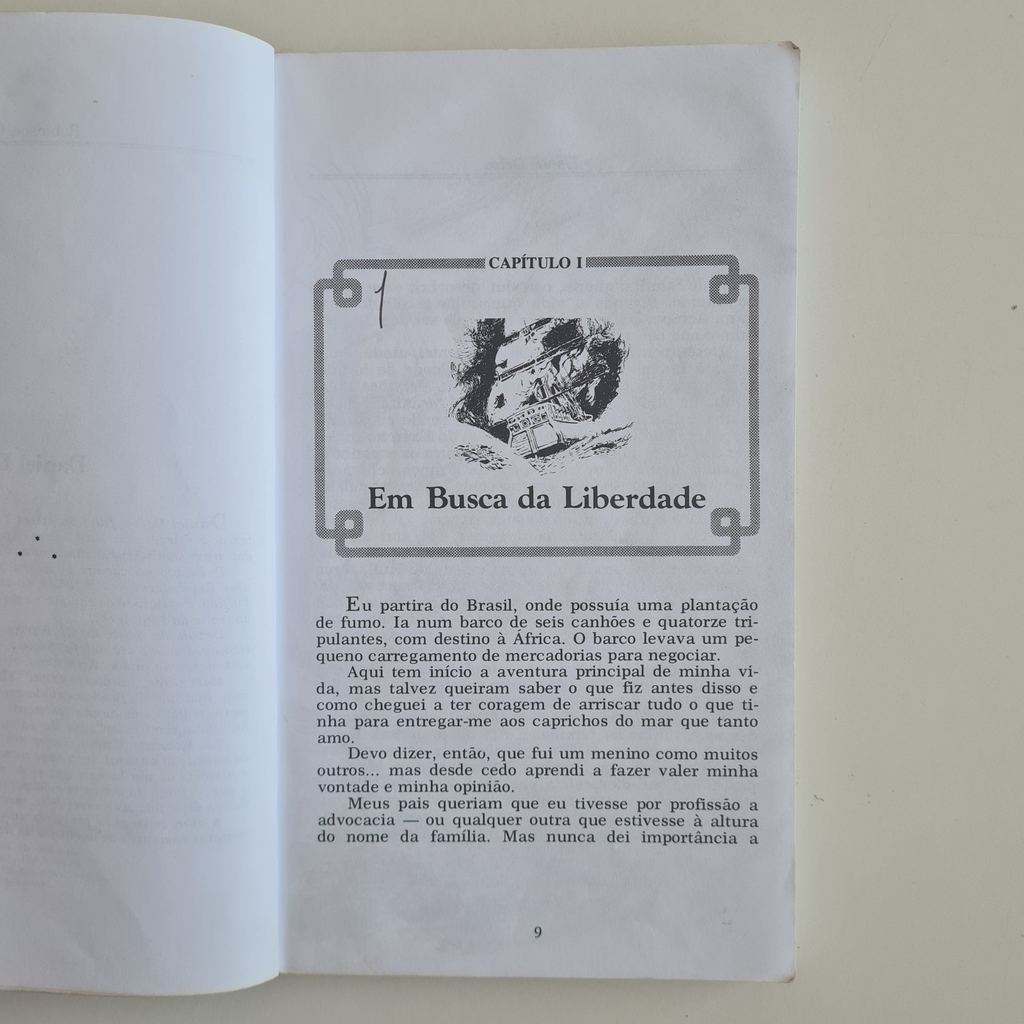 CAPÍTULO I
1
Em Busca da Liberdade
Eu partira do Brasil, onde possuía uma plantação
de fumo. Ia num barco de seis canhões e quatorze tri-
pulantes, com destino à África. O barco levava um pe-
queno carregamento de mercadorias para negociar.
Aqui tem início a aventura principal de minha vi-
da, mas talvez queiram saber o que fiz antes disso e
como cheguei a ter coragem de arriscar tudo o que ti-
nha para entregar-me aos caprichos do mar que tanto
amo.
Devo dizer, então, que fui um menino como muitos
outros... mas desde cedo aprendi a fazer valer minha
vontade e minha opinião.
Meus pais queriam que eu tivesse por profissão a
advocacia — ou qualquer outra que estivesse à altura
do nome da família. Mas nunca dei importância a
9